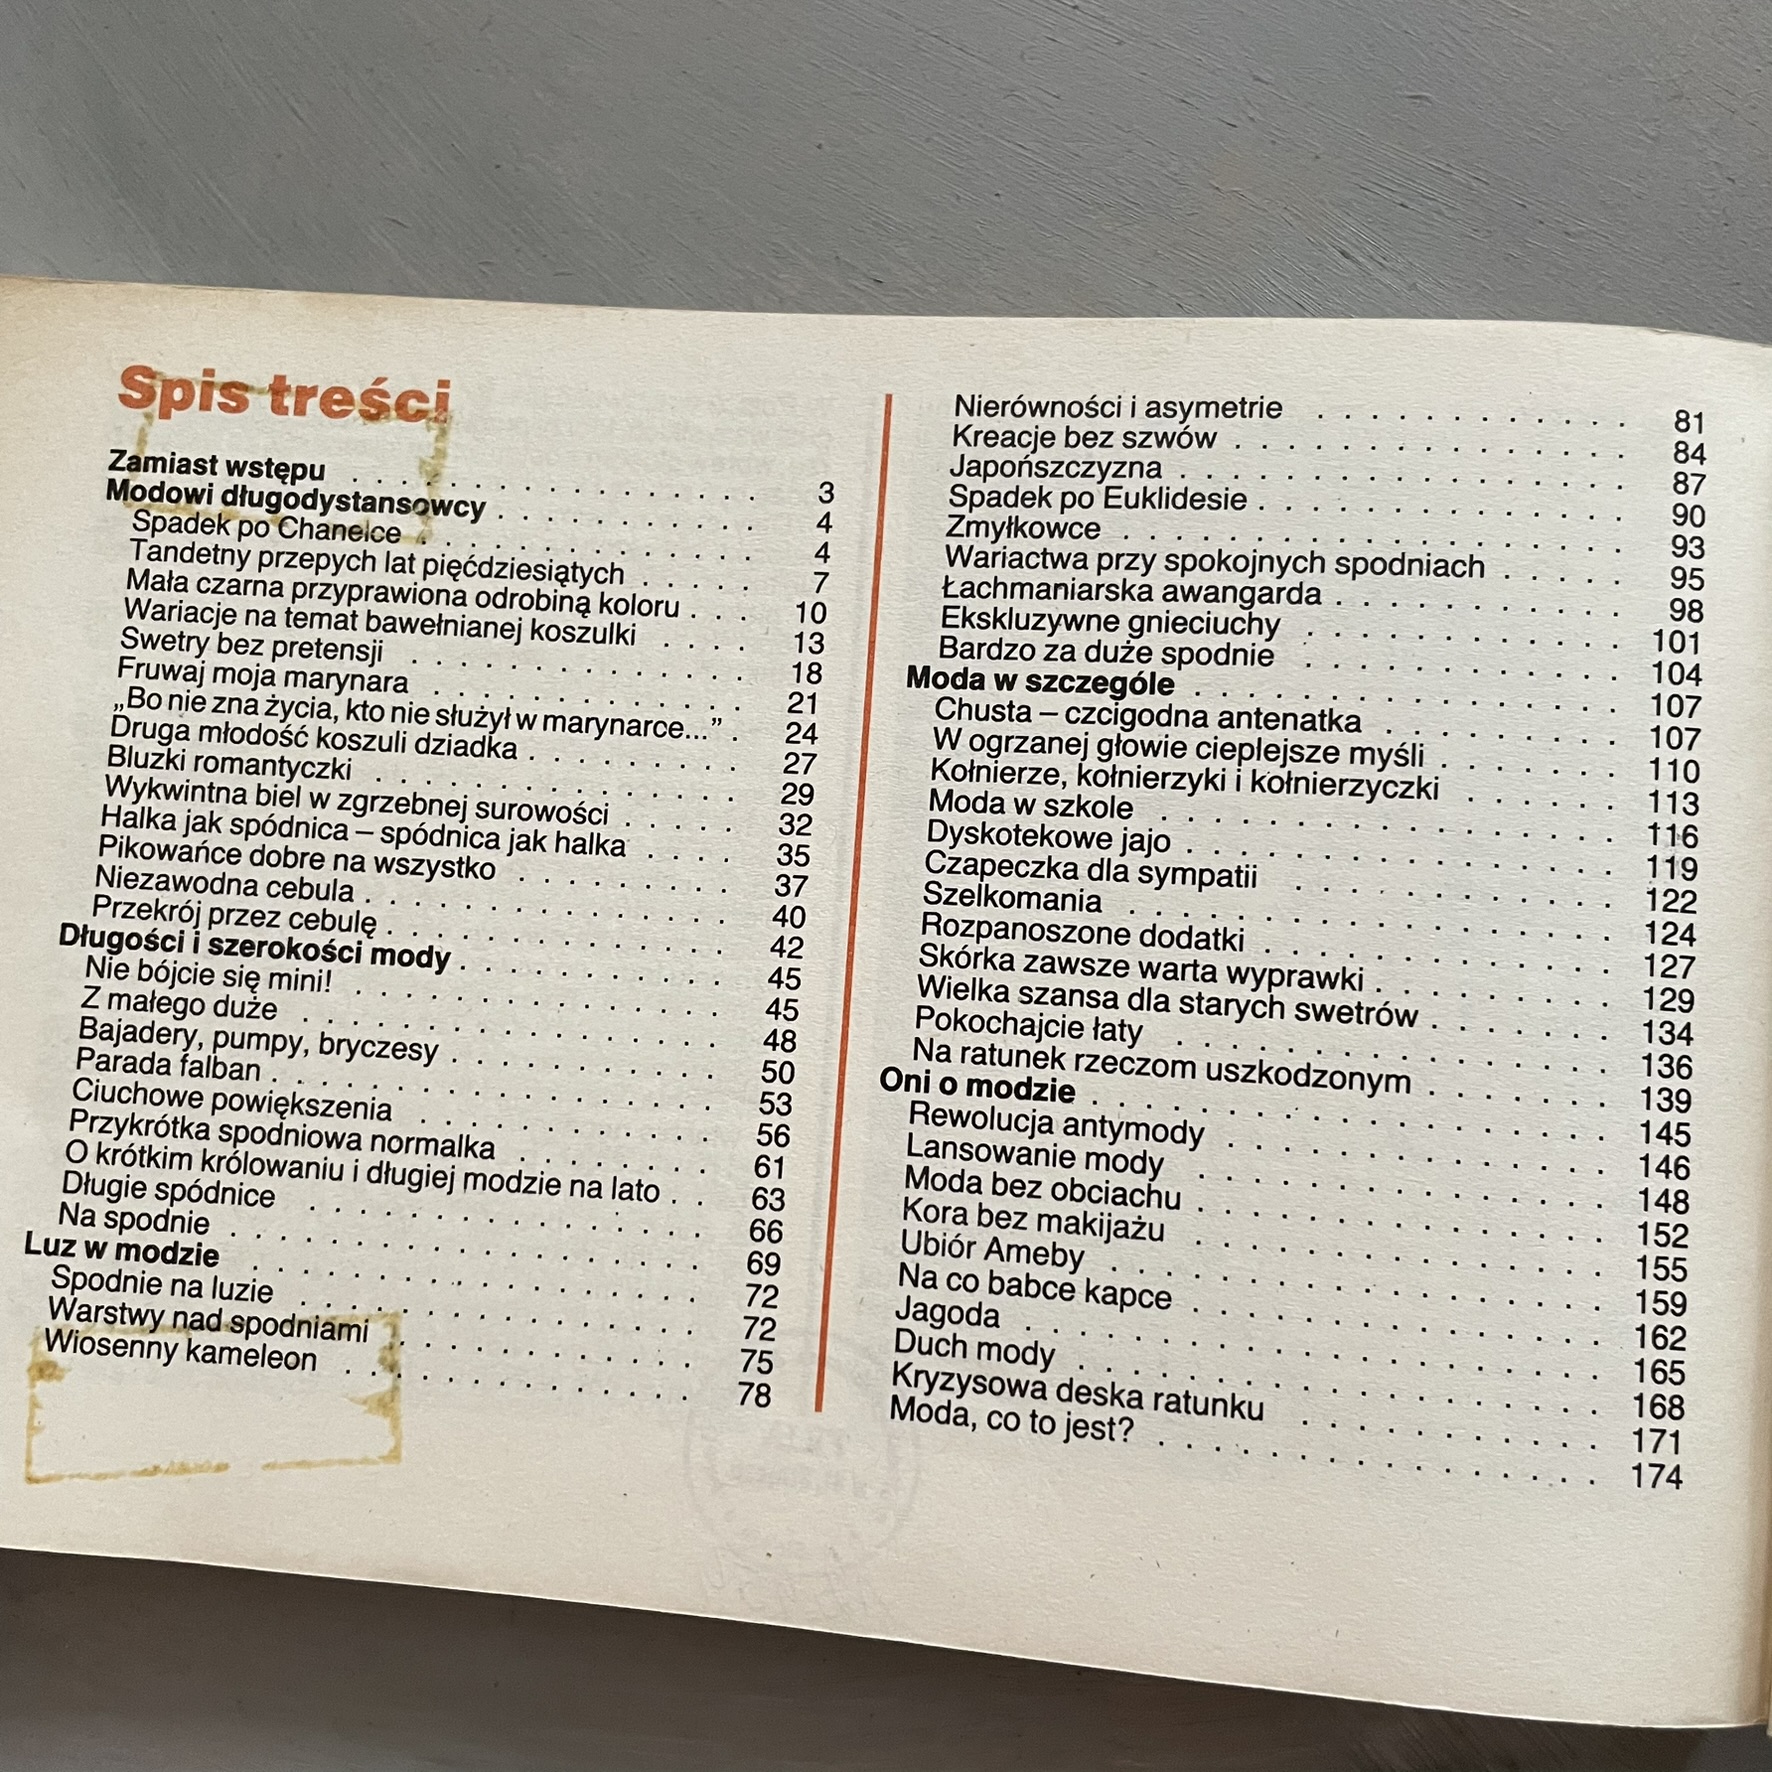 Spis treści
Zamiast wstępu . . . . . . . . . . . . . . . . 3
Modowi długodystansowcy . . . . . . . . . . 4
Spadek po Chanelce . . . . . . . . . . . . . 4
Tandetny przepych lat pięćdziesiątych . . . . . 7
Mała czarna przyprawiona odrobiną koloru . . . 10
Wariacje na temat bawełnianej koszulki . . . . 13
Swetry bez pretensji . . . . . . . . . . . . . 18
Fruwaj moja marynara . . . . . . . . . . . . 21
„Bo nie zna życia, kto nie służył w marynarce...” . 24
Druga młodość koszuli dziadka . . . . . . . . 27
Bluzki romantyczki . . . . . . . . . . . . . . 29
Wykwintna biel w zgrzebnej surowości . . . . . 32
Halka jak spódnica – spódnica jak halka . . . . 35
Pikowańce dobre na wszystko . . . . . . . . 37
Niezawodna cebula . . . . . . . . . . . . . . 40
Przekrój przez cebulę . . . . . . . . . . . . . 42
Długości i szerokości mody . . . . . . . . . . 45
Nie bójcie się mini! . . . . . . . . . . . . . . 45
Z małego duże . . . . . . . . . . . . . . . . 48
Bajadery, pumpy, bryczesy . . . . . . . . . . 50
Parada falban . . . . . . . . . . . . . . . . . 53
Ciuchowe powiększenia . . . . . . . . . . . . 56
Przykrótka spodniowa normalka . . . . . . . . 61
O krótkim królowaniu i długiej modzie na lato . . 63
Długie spódnice . . . . . . . . . . . . . . . 66
Na spodnie . . . . . . . . . . . . . . . . . . 69
Luz w modzie . . . . . . . . . . . . . . . . . 72
Spodnie na luzie . . . . . . . . . . . . . . . 72
Warstwy nad spodniami . . . . . . . . . . . . 75
Wiosenny kameleon . . . . . . . . . . . . . 78
Nierówności i asymetrie . . . . . . . . . . . . 81
Kreacje bez szwów . . . . . . . . . . . . . . 84
Japońszczyzna . . . . . . . . . . . . . . . . 87
Spadek po Euklidesie . . . . . . . . . . . . . 90
Zmyłkowce . . . . . . . . . . . . . . . . . . 93
Wariactwa przy spokojnych spodniach . . . . . 95
Łachmaniarska awangarda . . . . . . . . . . 98
Ekskluzywne gnieciuchy . . . . . . . . . . . . 101
Bardzo za duże spodnie . . . . . . . . . . . . 104
Moda w szczególe . . . . . . . . . . . . . . . 107
Chusta – czcigodna antenatka . . . . . . . . . 107
W ogrzanej głowie cieplejsze myśli . . . . . . . 110
Kołnierze, kołnierzyki i kołnierzyczki . . . . . . 113
Moda w szkole . . . . . . . . . . . . . . . . 116
Dyskotekowe jajo . . . . . . . . . . . . . . . 119
Czapeczka dla sympatii . . . . . . . . . . . . 122
Szelkomania . . . . . . . . . . . . . . . . . 124
Rozpanoszone dodatki . . . . . . . . . . . . 127
Skórka zawsze warta wyprawki . . . . . . . . 129
Wielka szansa dla starych swetrów . . . . . . . 134
Pokochajcie łaty . . . . . . . . . . . . . . . 136
Na ratunek rzeczom uszkodzonym . . . . . . . 139
Oni o modzie . . . . . . . . . . . . . . . . . 145
Rewolucja antymody . . . . . . . . . . . . . 146
Lansowanie mody . . . . . . . . . . . . . . . 148
Moda bez obciachu . . . . . . . . . . . . . . 152
Kora bez makijażu . . . . . . . . . . . . . . 155
Ubiór Ameby . . . . . . . . . . . . . . . . . 159
Na co babce kapce . . . . . . . . . . . . . . 162
Jagoda . . . . . . . . . . . . . . . . . . . . 165
Duch mody . . . . . . . . . . . . . . . . . . 168
Kryzysowa deska ratunku . . . . . . . . . . . 171
Moda, co to jest? . . . . . . . . . . . . . . . 174